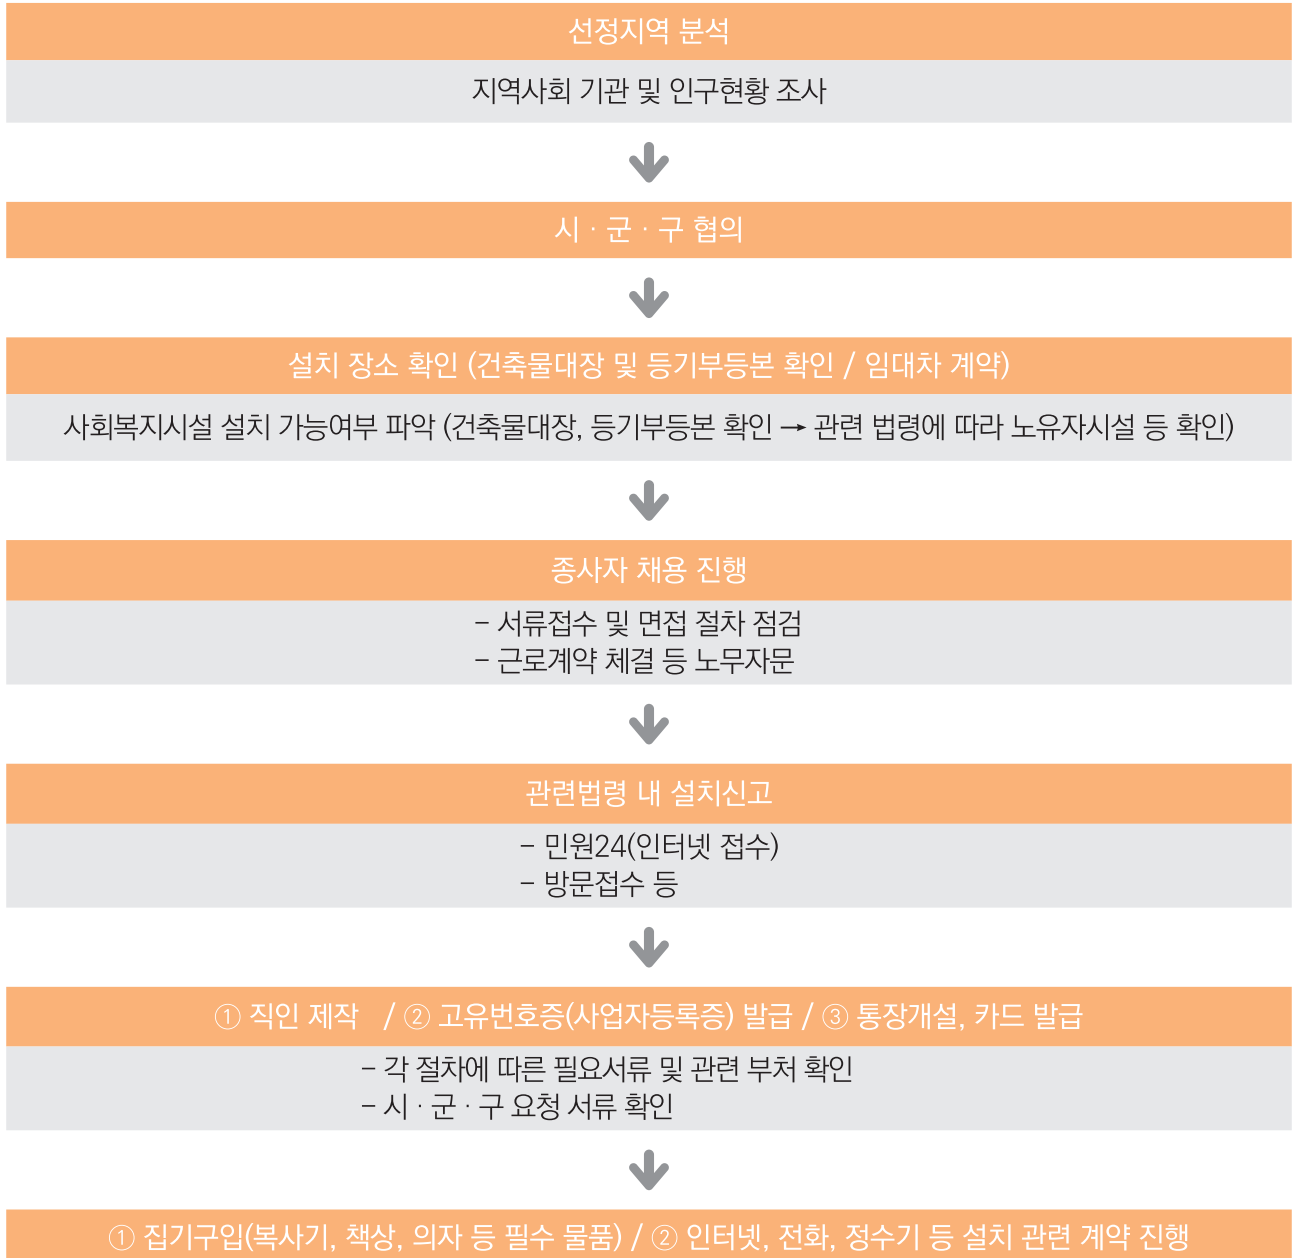 선정지역 분석
지역사회 기관 및 인구현황 조사
시 · 군 · 구 협의
설치 장소 확인 (건축물대장 및 등기부등본 확인 / 임대차 계약)
사회복지시설 설치 가능여부 파악 (건축물대장, 등기부등본 확인 → 관련 법령에 따라 노유자시설 등 확인)
종사자 채용 진행
- 서류접수 및 면접 절차 점검
- 근로계약 체결 등 노무자문
관련법령 내 설치신고
- 민원24(인터넷 접수)
- 방문접수 등
① 직인 제작 / ② 고유번호증(사업자등록증) 발급 / ③ 통장개설, 카드 발급
- 각 절차에 따른 필요서류 및 관련 부처 확인
- 시 · 군 · 구 요청 서류 확인
① 집기구입(복사기, 책상, 의자 등 필수 물품) / ② 인터넷, 전화, 정수기 등 설치 관련 계약 진행